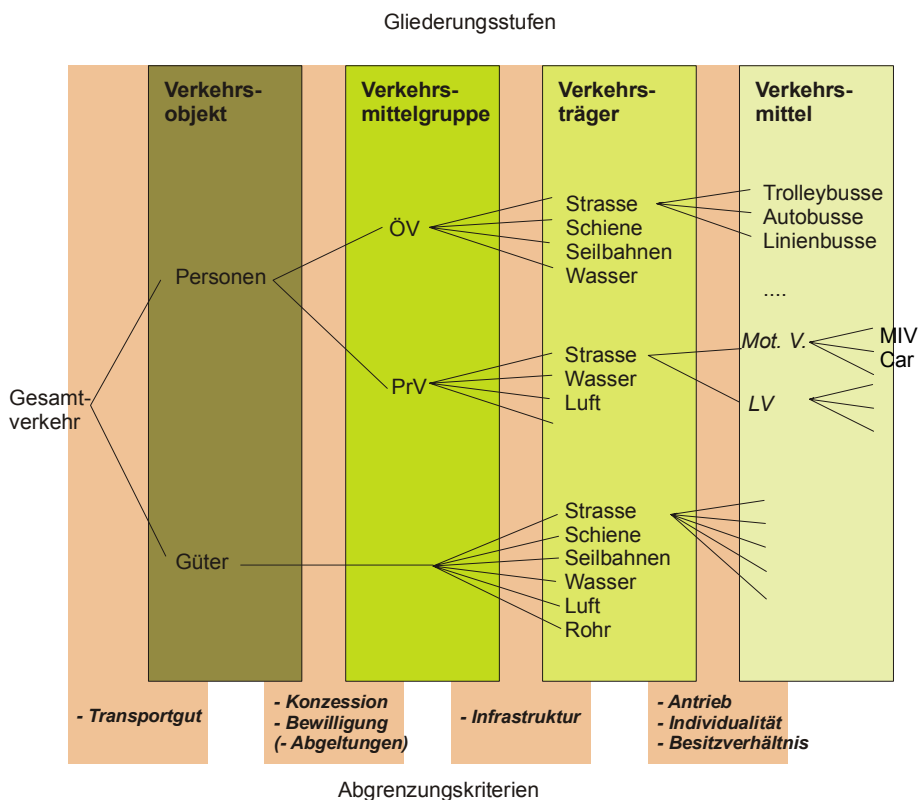 Gliederungsstufen
Verkehrs-
objekt
Verkehrs-
mittelgruppe
Verkehrs-
träger
Verkehrs-
mittel
Gesamt-
verkehr
Personen
Güter
ÖV
PrV
Strasse
Schiene
Seilbahnen
Wasser
Strasse
Wasser
Luft
Strasse
Schiene
Seilbahnen
Wasser
Luft
Rohr
Trolleybusse
Autobusse
Linienbusse
....
Mot. V.
LV
MIV
Car
- Transportgut
- Konzession
- Bewilligung
(- Abgeltungen)
- Infrastruktur
- Antrieb
- Individualität
- Besitzverhältnis
Abgrenzungskriterien